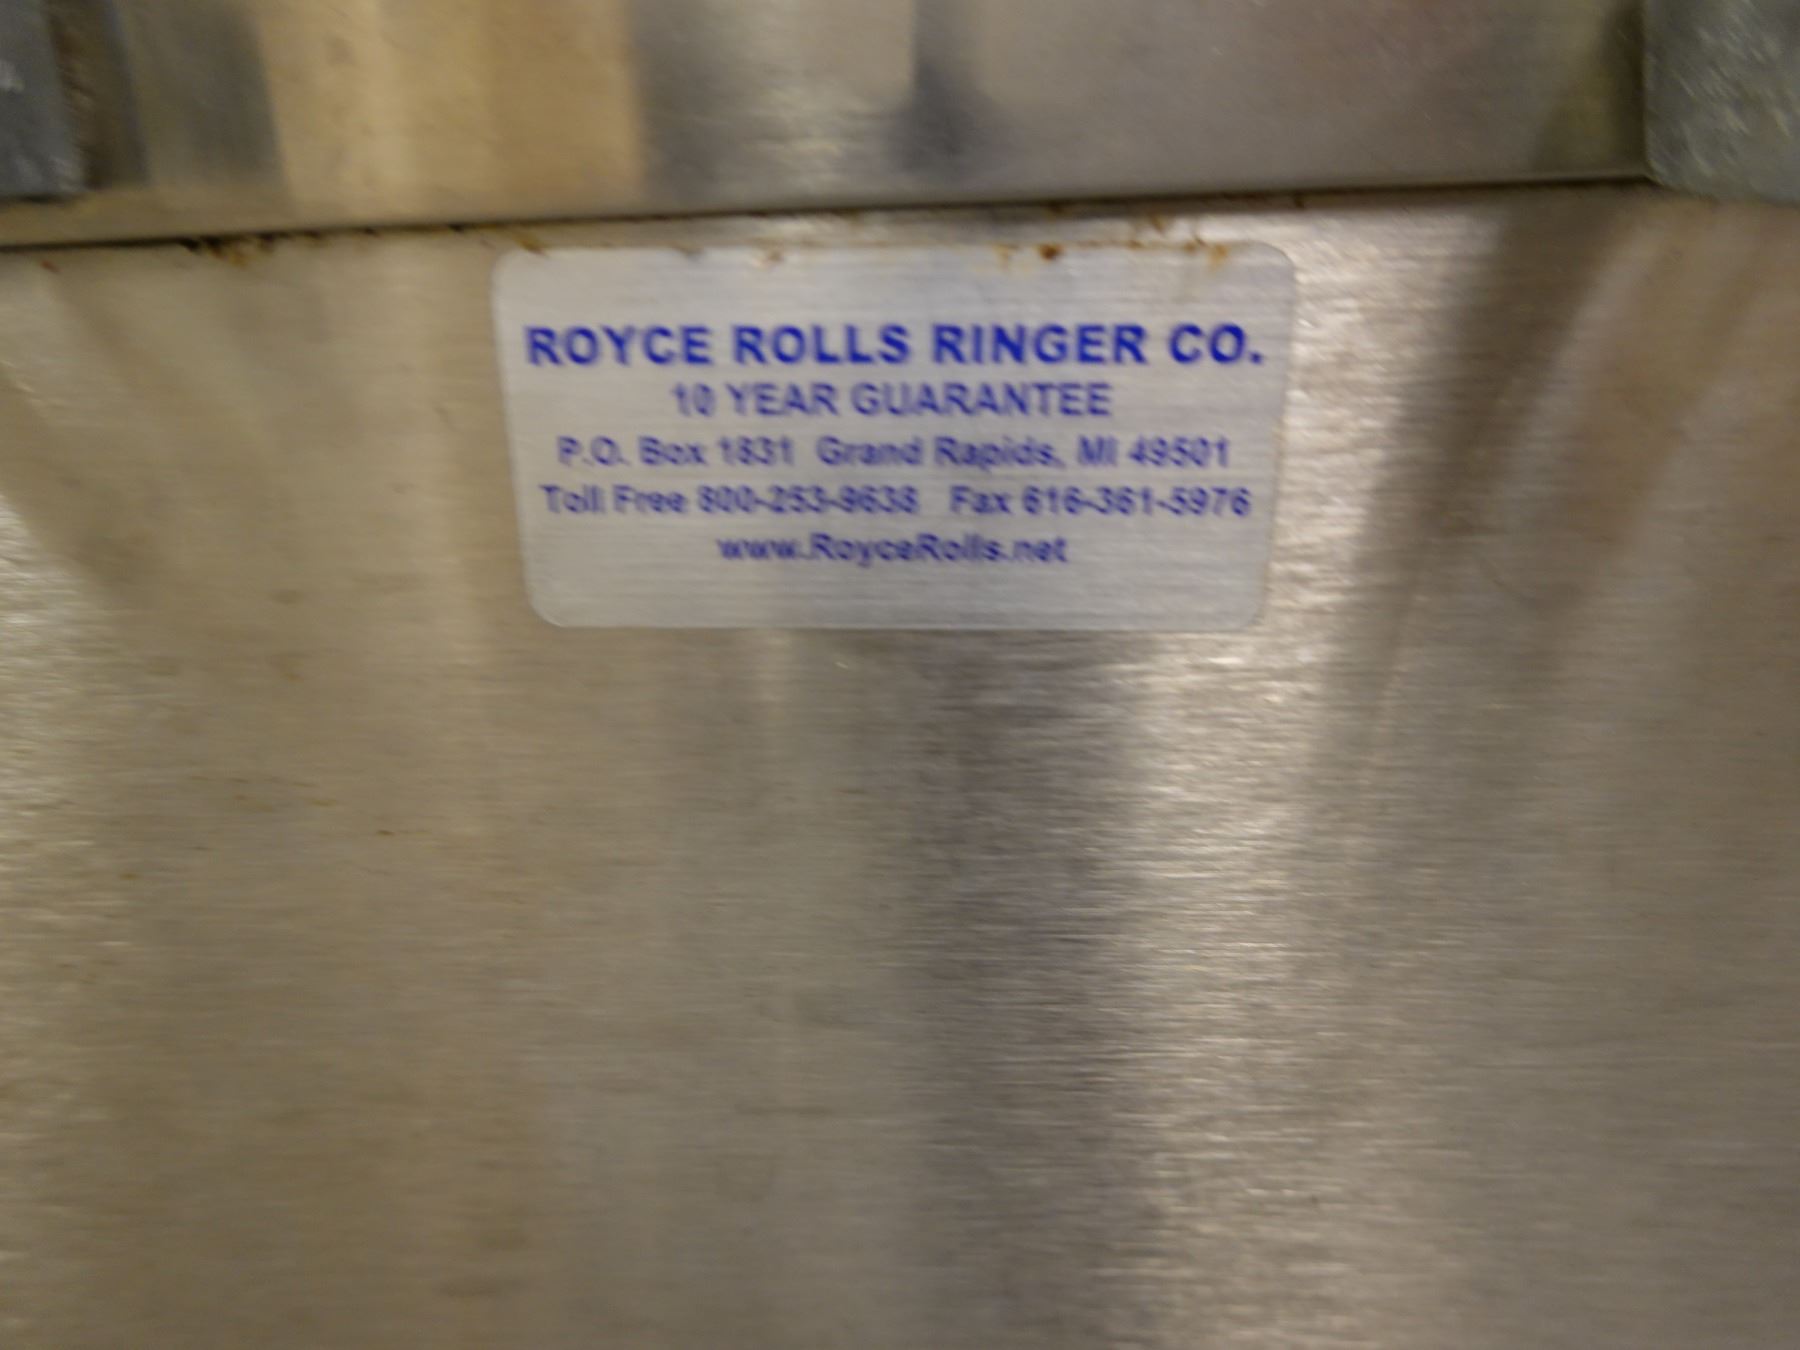 ROYCE ROLLS RINGER CO.
10 YEAR GUARANTEE
P.O. Box 1831 Grand Rapids, MI 49501
Toll Free 800-253-9638 Fax 616-361-5976
www.RoyceRolls.net